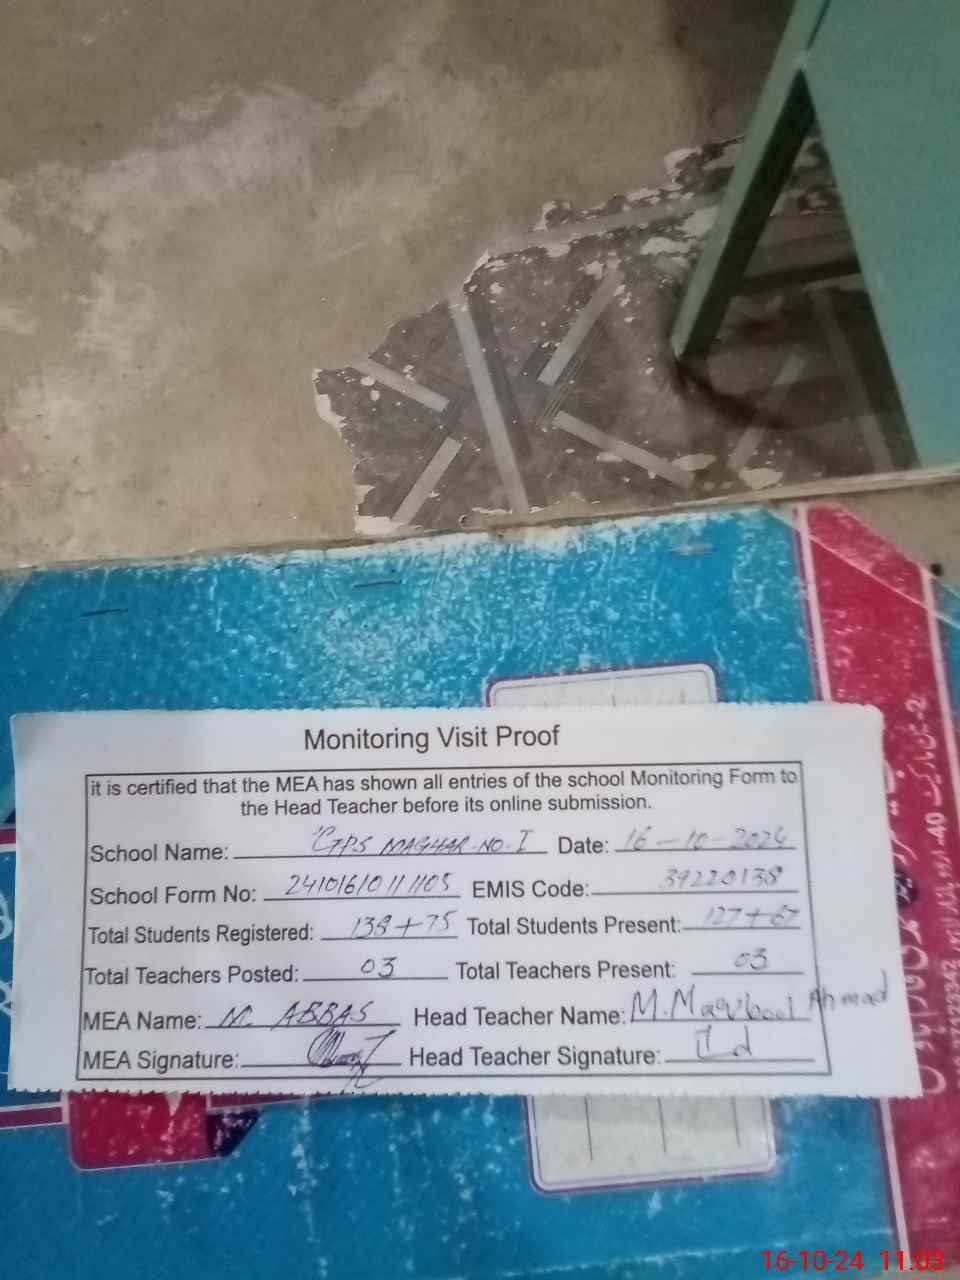 Monitoring Visit Proof
it is certified that the MEA has shown all entries of the school Monitoring Form to
the Head Teacher before its online submission.
School Name: GPS MAGHAR-NO-I Date: 16-10-2024
School Form No: 2410161011105 EMIS Code: 39220138
Total Students Registered: 138+75 Total Students Present: 127+67
Total Teachers Posted: 03 Total Teachers Present: 03
MEA Name: M. ABBAS Head Teacher Name: M.Maqbool Ahmad
MEA Signature: Head Teacher Signature:
16-10-24 11:03